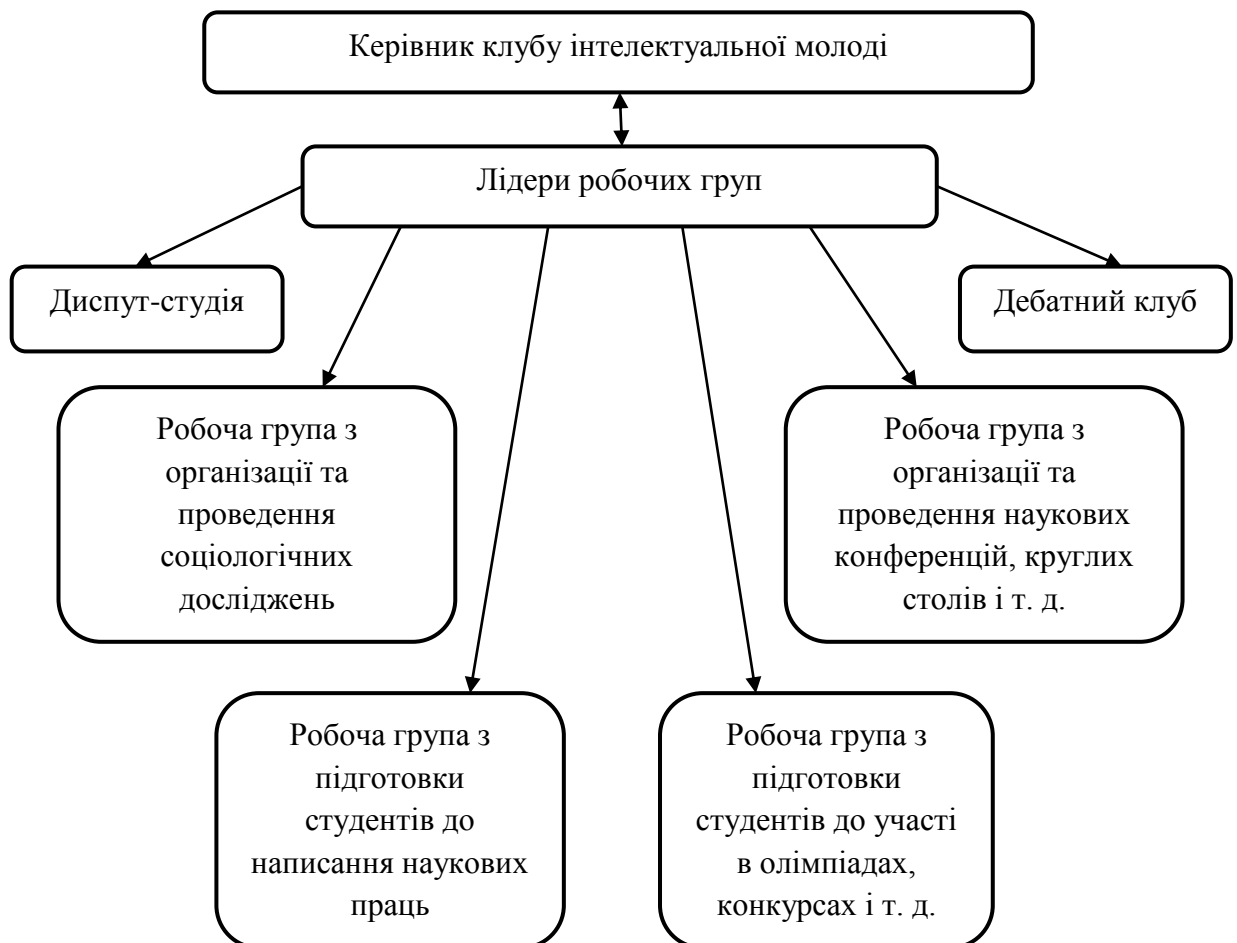 Керівник клубу інтелектуальної молоді
Лідери робочих груп
Диспут-студія
Дебатний клуб
Робоча група з
організації та
проведення
соціологічних
досліджень
Робоча група з
організації та
проведення наукових
конференцій, круглих
столів і т. д.
Робоча група з
підготовки
студентів до
написання наукових
праць
Робоча група з
підготовки
студентів до участі
в олімпіадах,
конкурсах і т. д.